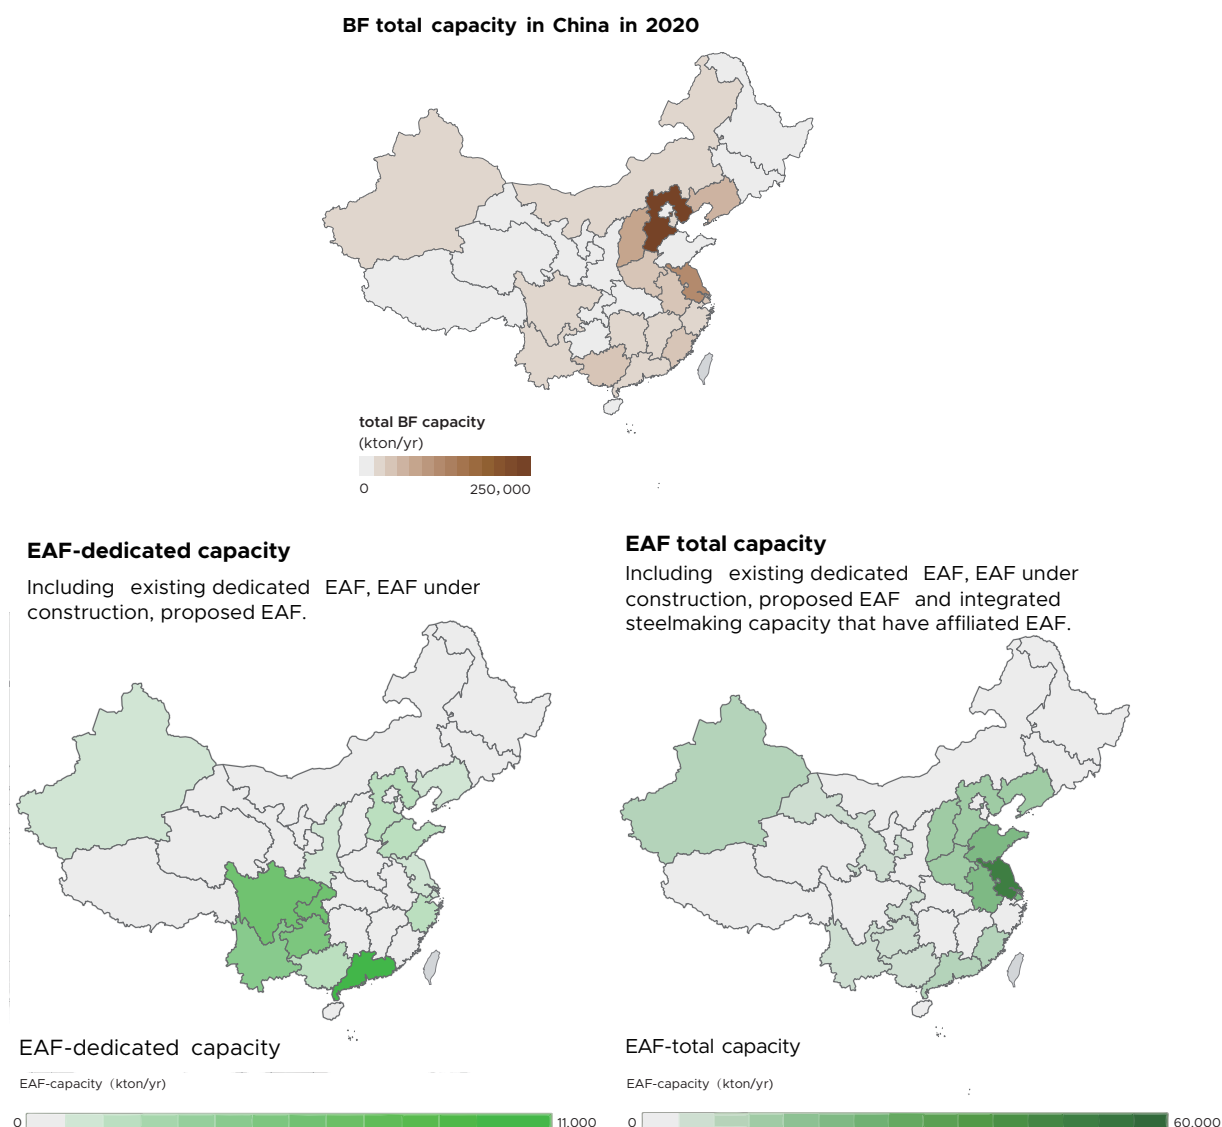 BF total capacity in China in 2020
total BF capacity
(kton/yr)
0
250,000
EAF-dedicated capacity
Including existing dedicated EAF, EAF under
construction, proposed EAF.
EAF total capacity
Including existing dedicated EAF, EAF under
construction, proposed EAF and integrated
steelmaking capacity that have affiliated EAF.
EAF-dedicated capacity
EAF-capacity (kton/yr)
0
11,000
EAF-total capacity
EAF-capacity (kton/yr)
0
60,000